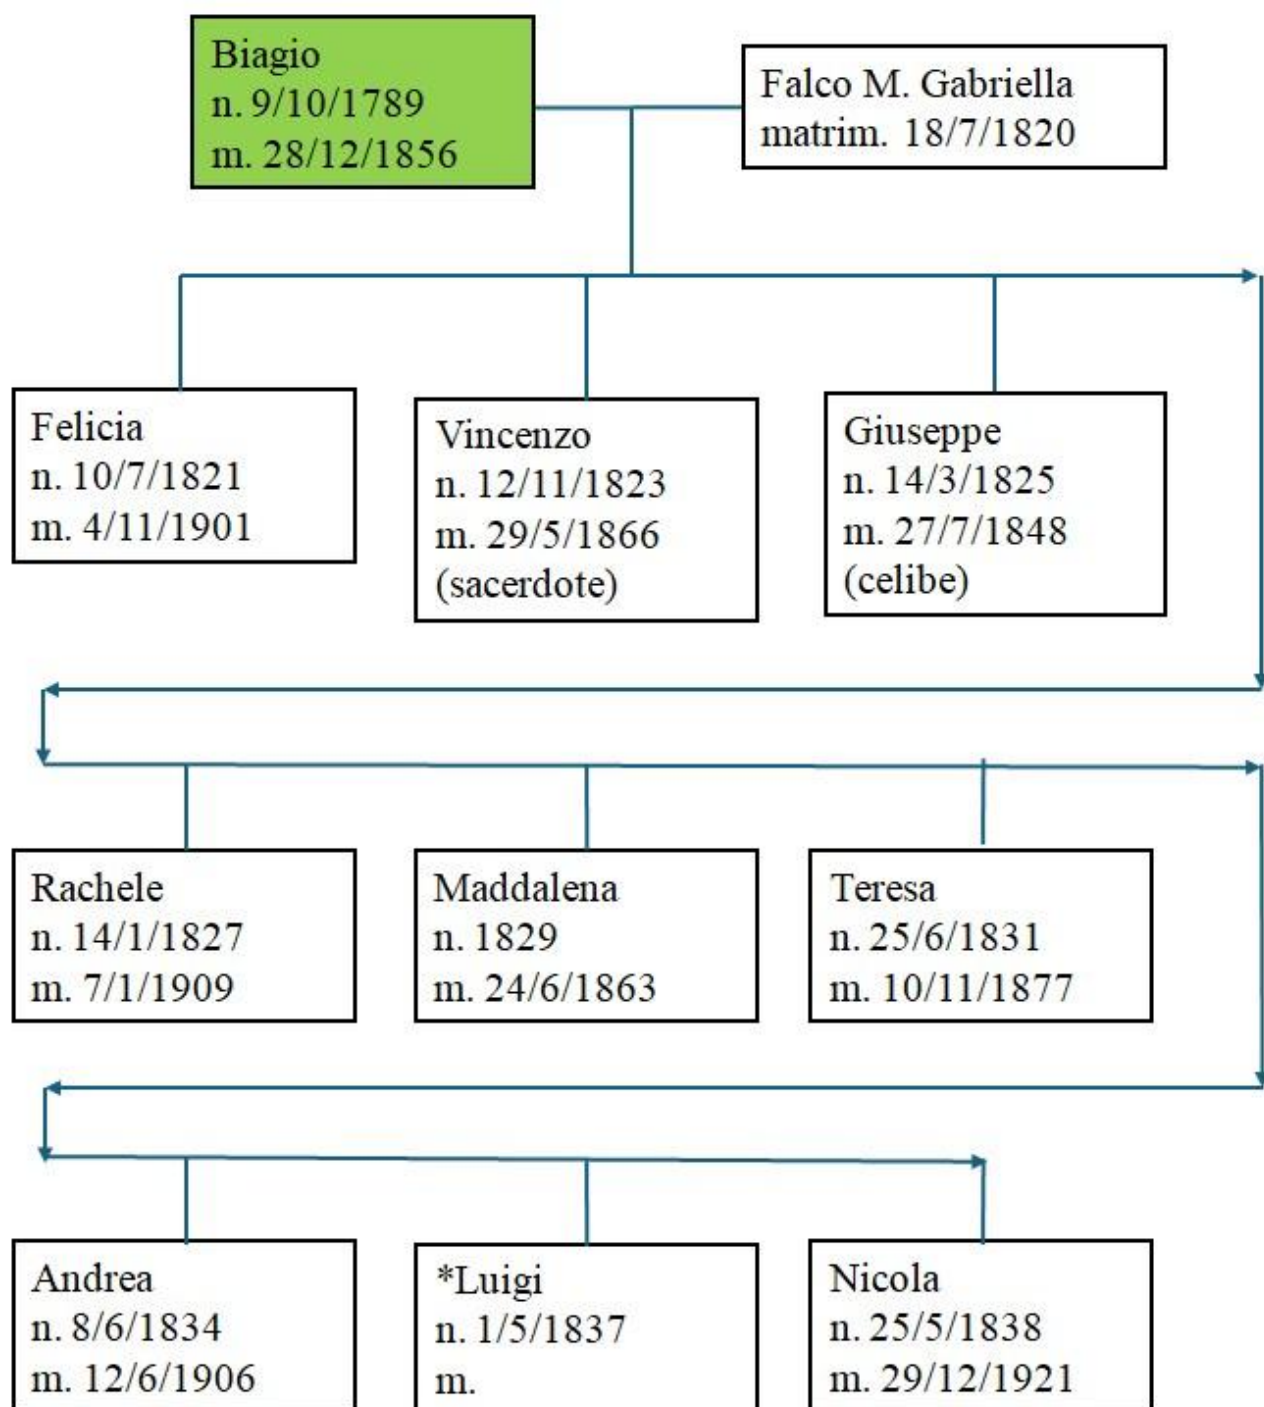 Biagio
n. 9/10/1789
m. 28/12/1856
Falco M. Gabriella
matrim. 18/7/1820
Felicia
n. 10/7/1821
m. 4/11/1901
Vincenzo
n. 12/11/1823
m. 29/5/1866
(sacerdote)
Giuseppe
n. 14/3/1825
m. 27/7/1848
(celibe)
Rachele
n. 14/1/1827
m. 7/1/1909
Maddalena
n. 1829
m. 24/6/1863
Teresa
n. 25/6/1831
m. 10/11/1877
Andrea
n. 8/6/1834
m. 12/6/1906
*Luigi
n. 1/5/1837
m.
Nicola
n. 25/5/1838
m. 29/12/1921